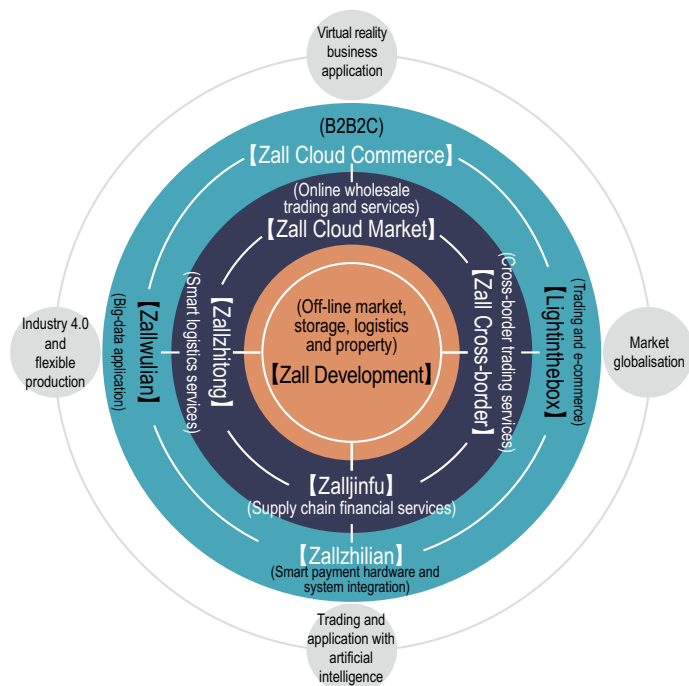 Virtual reality
business
application
(B2B2C)
【Zall Cloud Commerce】
(Online wholesale
trading and services)
【Zall Cloud Market】
Industry 4.0
and
flexible
production
(Big-data application)
【Zallwulian】
(Smart logistics services)
【Zallzhitong】
(Off-line market,
storage, logistics
and property)
【Zall Development】
【Zall Cross-border】
(Cross-border trading services)
【Lightinthebox】
(Trading and e-commerce)
Market
globalisation
【Zalljinfu】
(Supply chain financial services)
【Zallzhilian】
(Smart payment hardware and
system integration)
Trading and
application with
artificial
intelligence